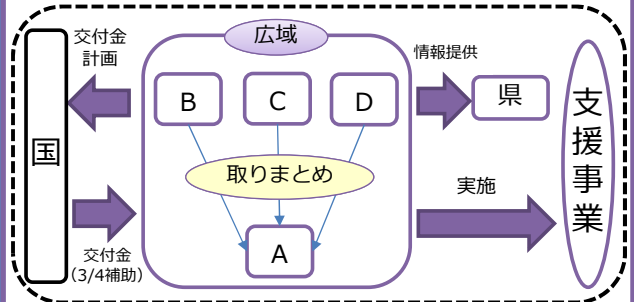 交付金
計画
広域
情報提供
B
C
D
県
国
支援事業
取りまとめ
実施
A
交付金
(3/4補助)